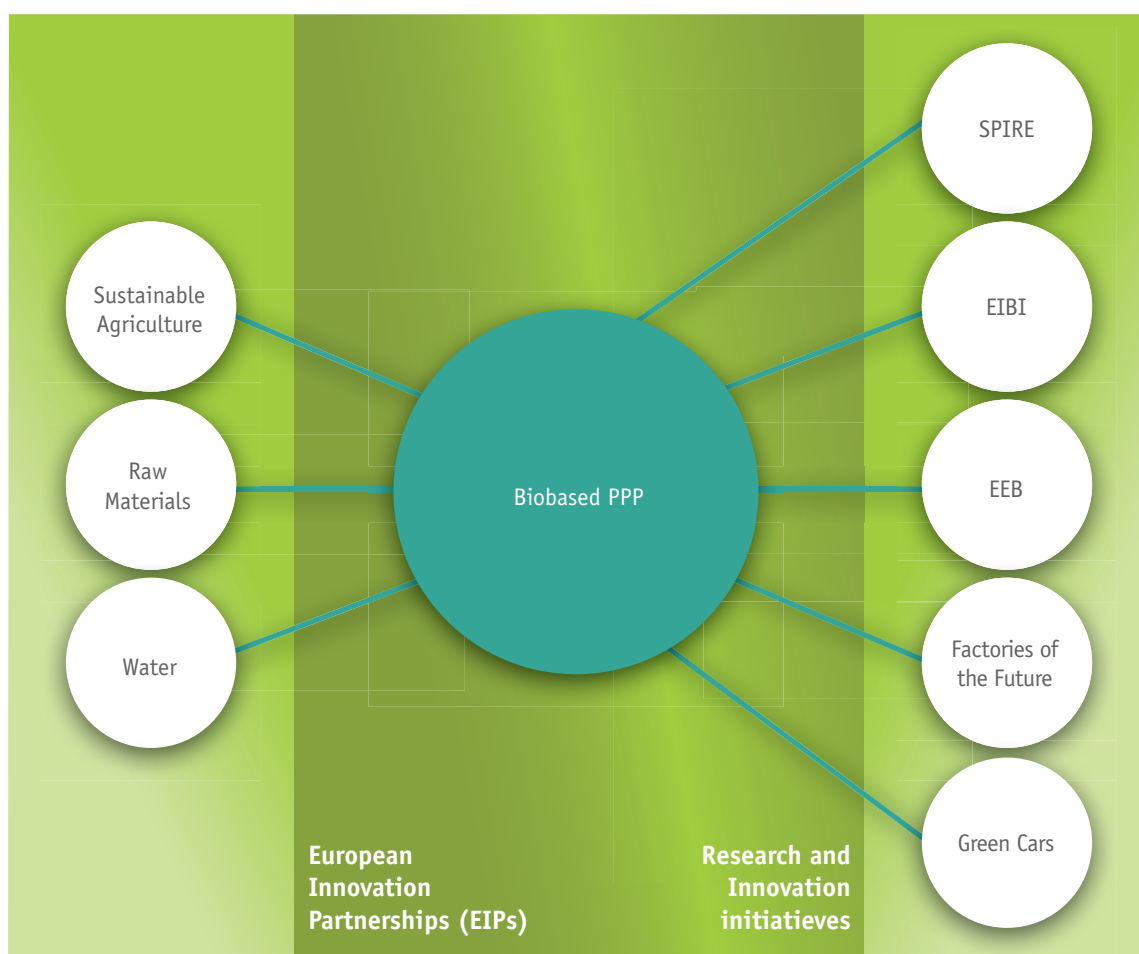 Sustainable
Agriculture
Raw
Materials
Water
Biobased PPP
SPIRE
EIBI
EEB
Factories of
the Future
Green Cars
European
Innovation
Partnerships (EIPs)
Research and
Innovation
initiatieves